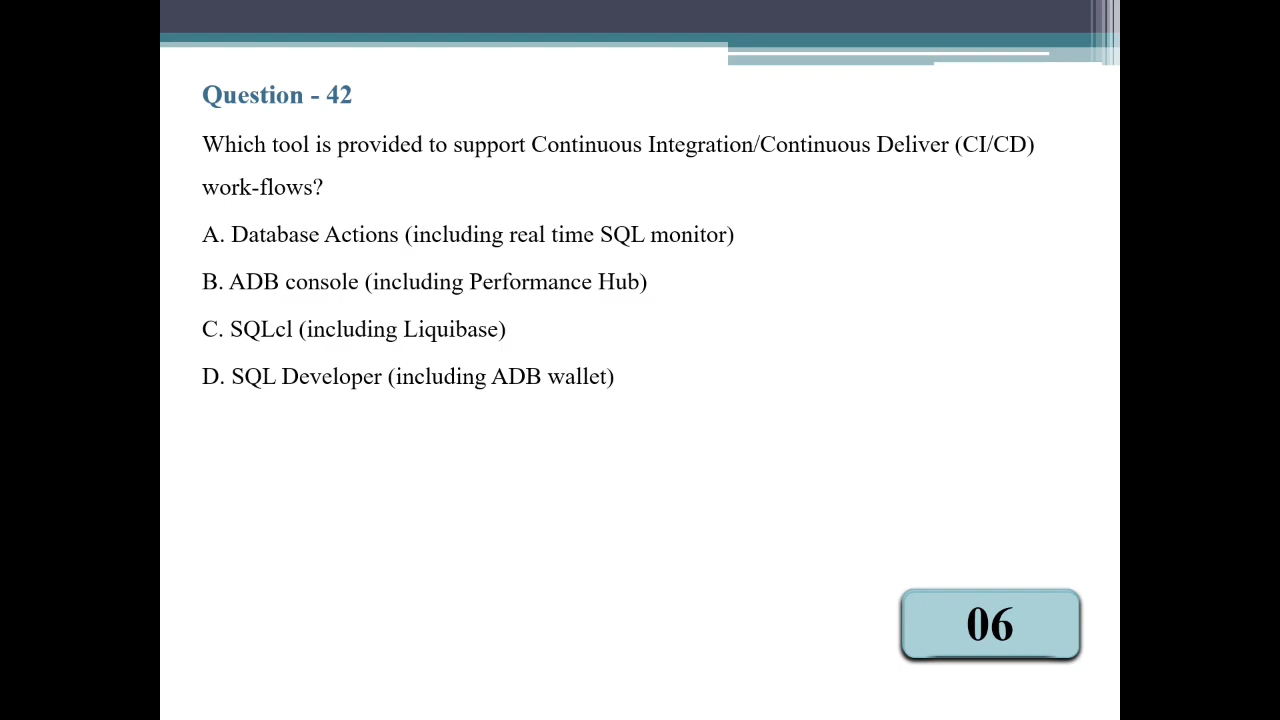 Question - 42
Which tool is provided to support Continuous Integration/Continuous Deliver (CI/CD)
work-flows?
A. Database Actions (including real time SQL monitor)
B. ADB console (including Performance Hub)
C. SQLcl (including Liquibase)
D. SQL Developer (including ADB wallet)
06